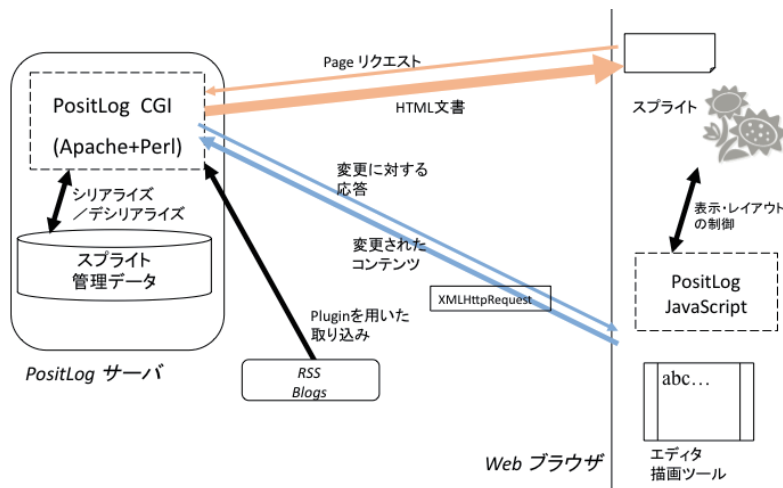 Page リクエスト
HTML文書
PositLog CGI
(Apache+Perl)
シリアライズ
／デシリアライズ
スプライト
管理データ
PositLog サーバ
変更に対する
応答
変更された
コンテンツ
XMLHttpRequest
Pluginを用いた
取り込み
RSS
Blogs
Web ブラウザ
スプライト
表示・レイアウト
の制御
PositLog
JavaScript
abc…
エディタ
描画ツール